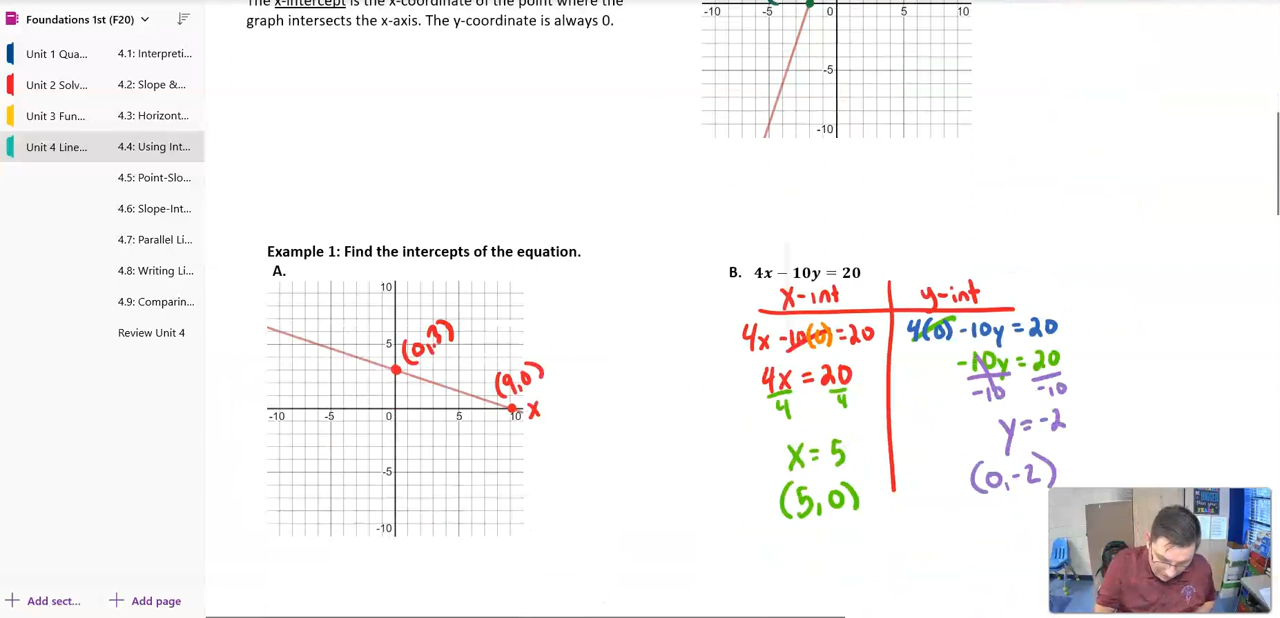 Foundations 1st (F20)
Unit 1 Qua...
Unit 2 Solv...
Unit 3 Fun...
Unit 4 Line...
4.1: Interpreti...
4.2: Slope &...
4.3: Horizont...
4.4: Using Int...
4.5: Point-Slo...
4.6: Slope-Int...
4.7: Parallel Li...
4.8: Writing Li...
4.9: Comparin...
Review Unit 4
+ Add sect...
+ Add page
The x-intercept is the x-coordinate of the point where the
graph intersects the x-axis. The y-coordinate is always 0.
-10 -5 0 5 10
-5
-10
Example 1: Find the intercepts of the equation.
A.
10
5
(0,3)
(9,0)
-10 -5 0 5 10 x
-5
-10
B. 4x − 10y = 20
x-int
4x -10(0) = 20
4x = 20
4 4
x = 5
(5,0)
y-int
4(0) -10y = 20
-10y = 20
-10 -10
y = -2
(0,-2)